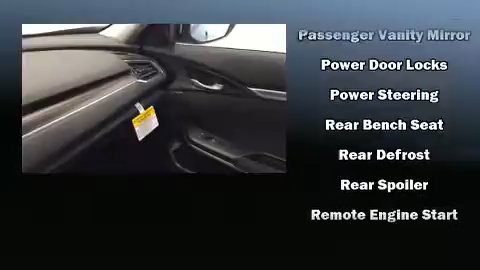 Passenger Vanity Mirror
Power Door Locks
Power Steering
Rear Bench Seat
Rear Defrost
Rear Spoiler
Remote Engine Start